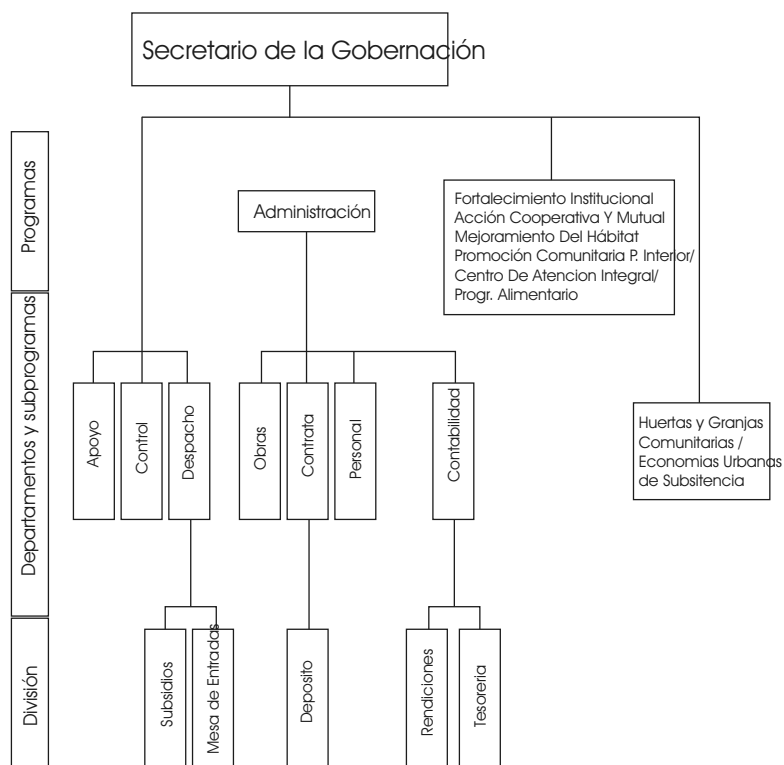 Secretario de la Gobernación
Programas
Administración
Fortalecimiento Institucional
Acción Cooperativa Y Mutual
Mejoramiento Del Hábitat
Promoción Comunitaria P. Interior/
Centro De Atencion Integral/
Progr. Alimentario
Departamentos y subprogramas
Apoyo
Control
Despacho
Obras
Contrata
Personal
Contabilidad
Huertas y Granjas
Comunitarias /
Economias Urbanas
de Subsitencia
División
Subsidios
Mesa de Entradas
Deposito
Rendiciones
Tesoreria